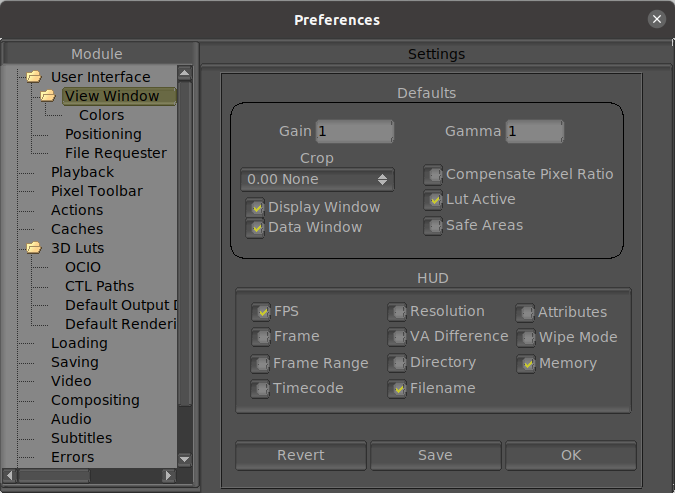 Preferences
Module
User Interface
View Window
Colors
Positioning
File Requester
Playback
Pixel Toolbar
Actions
Caches
3D Luts
OCIO
CTL Paths
Default Output D
Default Renderi
Loading
Saving
Video
Compositing
Audio
Subtitles
Errors
Settings
Defaults
Gain 1 Gamma 1
Crop
0.00 None
Display Window
Data Window
Compensate Pixel Ratio
Lut Active
Safe Areas
HUD
FPS Resolution Attributes
Frame VA Difference Wipe Mode
Frame Range Directory Memory
Timecode Filename
Revert Save OK